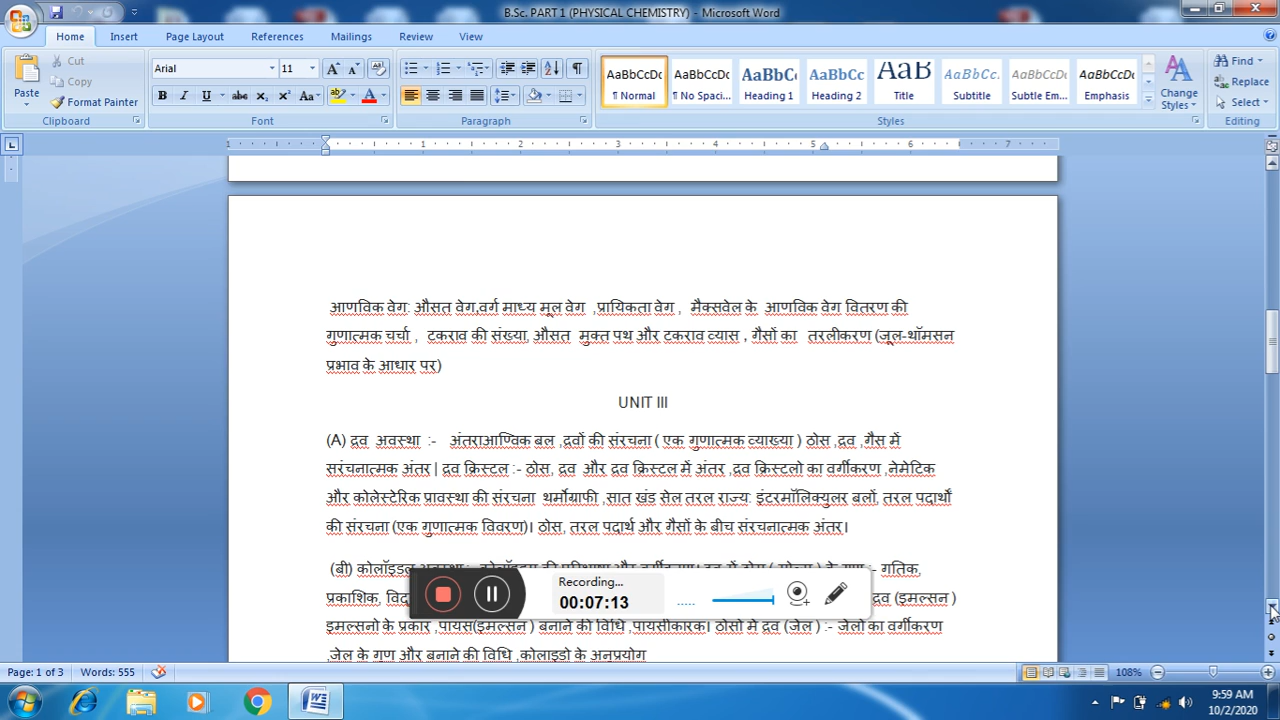 B.Sc. PART 1 (PHYSICAL CHEMISTRY) - Microsoft Word
Home Insert Page Layout References Mailings Review View
Cut
Copy
Format Painter
Paste
Clipboard
Arial 11
Font
Paragraph
AaBbCcDc AaBbCcDc AaBbCc AaBbCc AaB AaBbCc. AaBbCcDc AaBbCcDc
¶ Normal ¶ No Spaci... Heading 1 Heading 2 Title Subtitle Subtle Em... Emphasis
Change Styles
Styles
Find
Replace
Select
Editing
1 1 2 3 4 5 6 7
आणविक वेग: औसत वेग,वर्ग माध्य मूल वेग ,प्रायिकता वेग , मैक्सवेल के आणविक वेग वितरण की
गुणात्मक चर्चा , टकराव की संख्या, औसत मुक्त पथ और टकराव व्यास , गैसों का तरलीकरण (जूल-थॉमसन
प्रभाव के आधार पर)
UNIT III
(A) द्रव अवस्था :- अंतराआण्विक बल ,द्रवों की संरचना ( एक गुणात्मक व्याख्या ) ठोस ,द्रव ,गैस में
सरंचनात्मक अंतर | द्रव क्रिस्टल :- ठोस, द्रव और द्रव क्रिस्टल में अंतर ,द्रव क्रिस्टलो का वर्गीकरण ,नेमेटिक
और कोलेस्टेरिक प्रावस्था की संरचना थर्मोग्राफी ,सात खंड सैल तरल राज्य: इंटरमॉलिक्युलर बलों, तरल पदार्थों
की संरचना (एक गुणात्मक विवरण)। ठोस, तरल पदार्थ और गैसों के बीच संरचनात्मक अंतर।
(बी) कोलॉइडल गतिक,
प्रकाशिक, द्रव (इमल्सन )
इमल्सनो के प्रकार ,पायस(इमल्सन ) बनाने की विधि ,पायसीकारक। ठोसों में द्रव (जेल ) :- जेलों का वर्गीकरण
,जेल के गुण और बनाने की विधि ,कोलाइडो के अनुप्रयोग
Recording...
00:07:13
Page: 1 of 3 Words: 555 108%
9:59 AM
10/2/2020